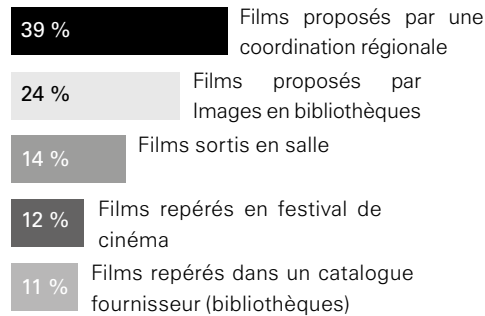 39 %
Films proposés par une
coordination régionale
24 %
Films proposés par
Images en bibliothèques
14 %
Films sortis en salle
12 %
Films repérés en festival de
cinéma
11 %
Films repérés dans un catalogue
fournisseur (bibliothèques)